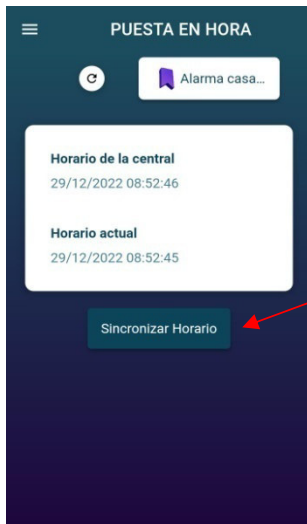 PUESTA EN HORA
Alarma casa...
Horario de la central
29/12/2022 08:52:46
Horario actual
29/12/2022 08:52:45
Sincronizar Horario